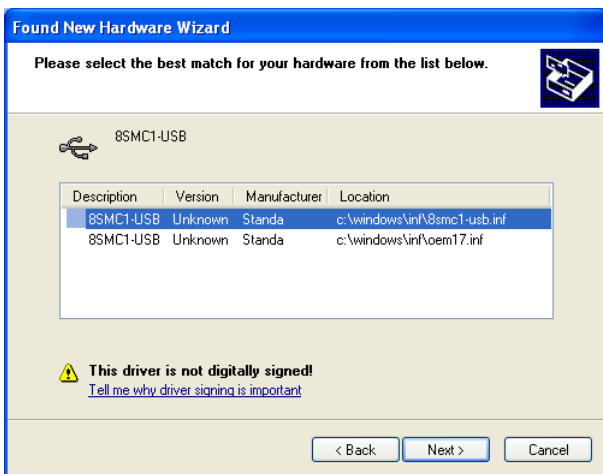 Found New Hardware Wizard
Please select the best match for your hardware from the list below.
8SMC1-USB
Description Version Manufacturer Location
8SMC1-USB Unknown Standa c:\windows\inf\8smc1-usb.inf
8SMC1-USB Unknown Standa c:\windows\inf\oem17.inf
This driver is not digitally signed!
Tell me why driver signing is important
< Back Next > Cancel